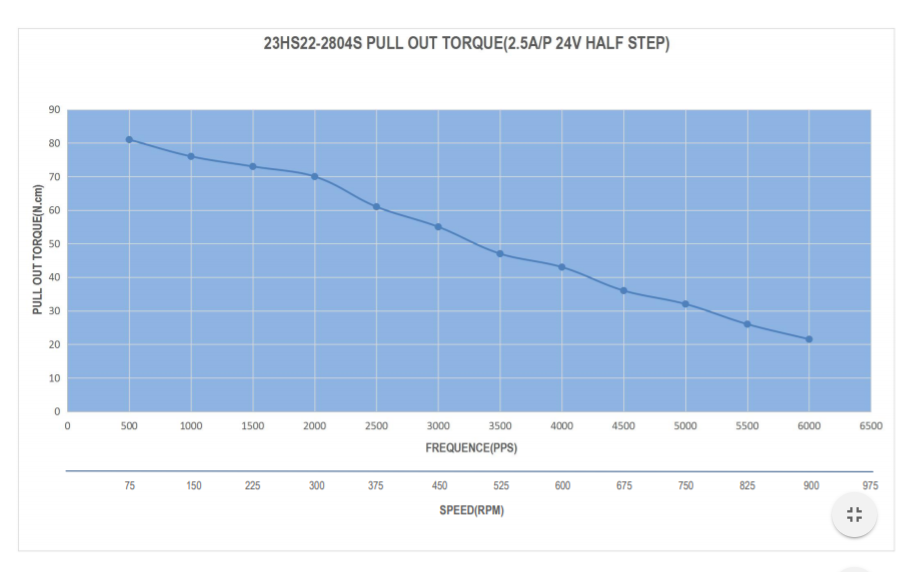 23HS22-2804S PULL OUT TORQUE(2.5A/P 24V HALF STEP)
90
80
70
60
50
40
30
20
10
0
PULL OUT TORQUE(N.cm)
0 500 1000 1500 2000 2500 3000 3500 4000 4500 5000 5500 6000 6500
FREQUENCE(PPS)
75 150 225 300 375 450 525 600 675 750 825 900 975
SPEED(RPM)